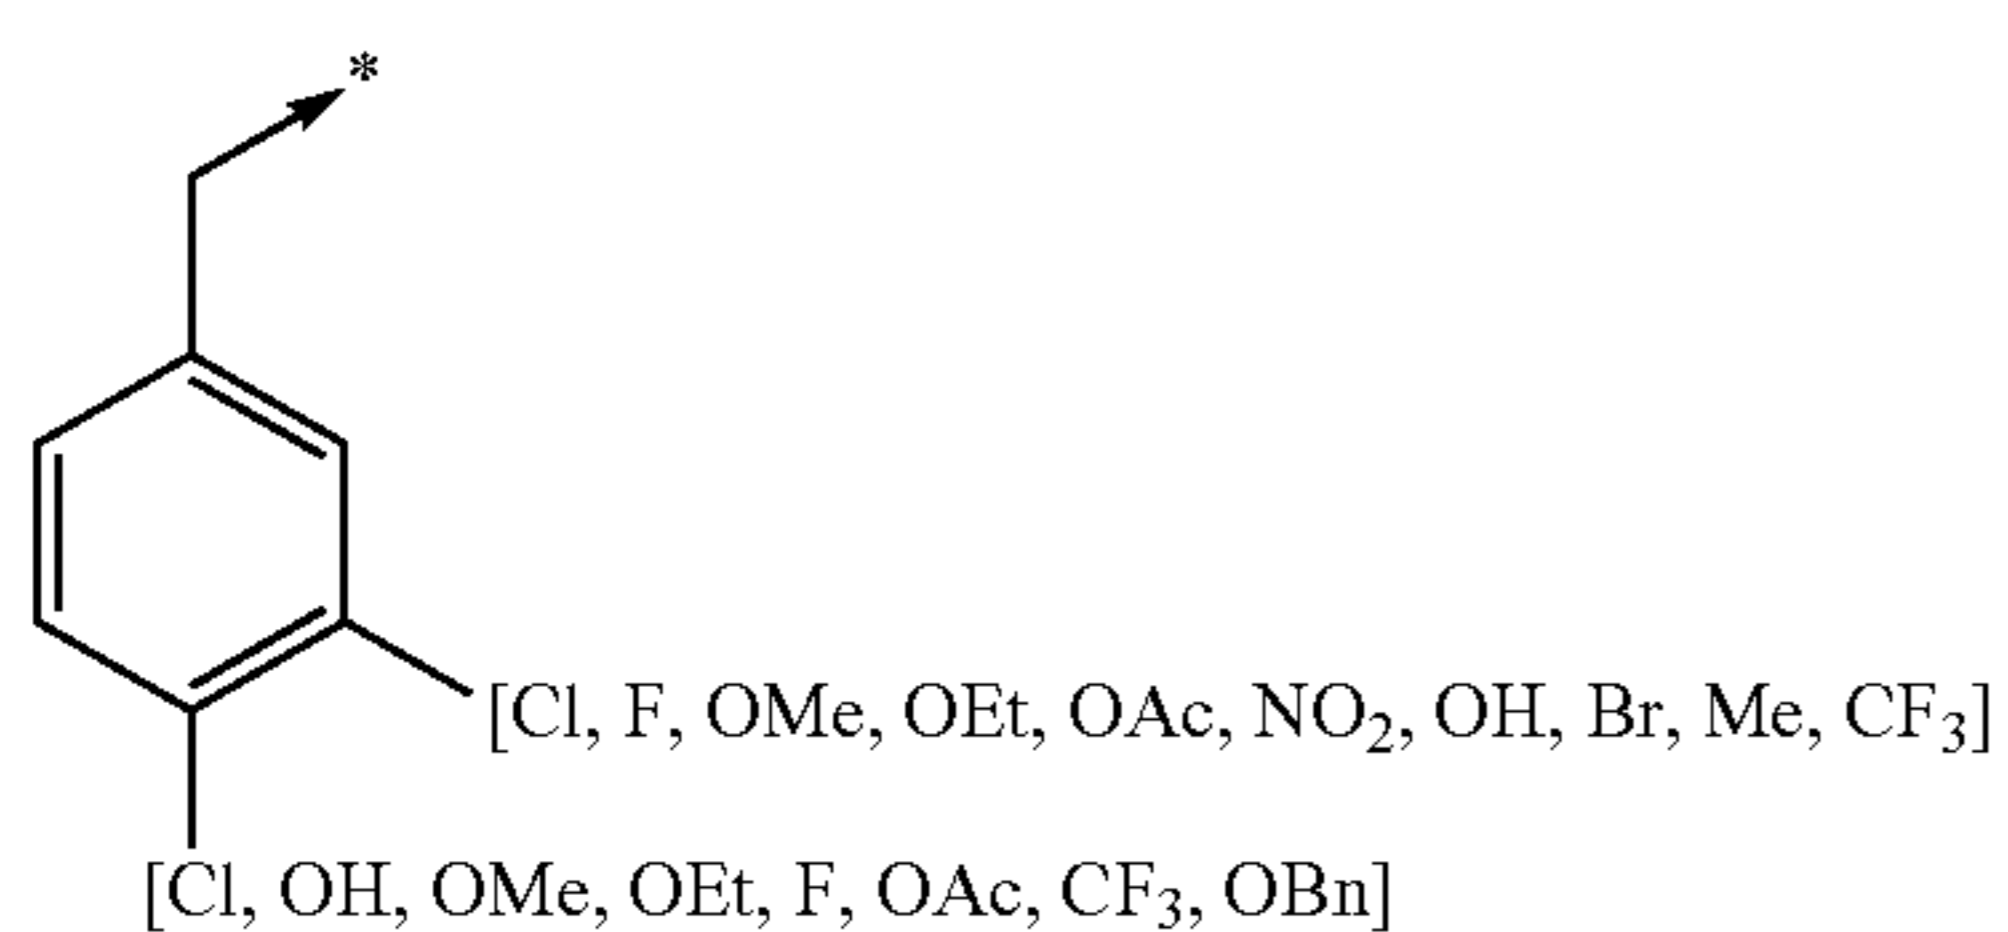 *
[Cl, F, OMe, OEt, OAc, NO₂, OH, Br, Me, CF₃]
[Cl, OH, OMe, OEt, F, OAc, CF₃, OBn]